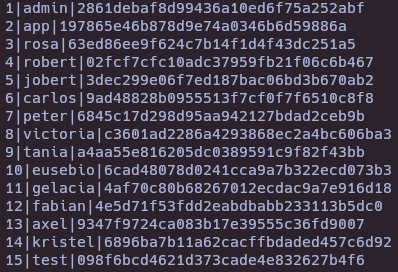 1|admin|2861debaf8d99436a10ed6f75a252abf
2|app|197865e46b878d9e74a0346b6d59886a
3|rosa|63ed86ee9f624c7b14f1d4f43dc251a5
4|robert|02fcf7cfc10adc37959fb21f06c6b467
5|jobert|3dec299e06f7ed187bac06bd3b670ab2
6|carlos|9ad48828b0955513f7cf0f7f6510c8f8
7|peter|6845c17d298d95aa942127bdad2ceb9b
8|victoria|c3601ad2286a4293868ec2a4bc606ba3
9|tania|a4aa55e816205dc0389591c9f82f43bb
10|eusebio|6cad48078d0241cca9a7b322ecd073b3
11|gelacia|4af70c80b68267012ecdac9a7e916d18
12|fabian|4e5d71f53fdd2eabdbabb233113b5dc0
13|axel|9347f9724ca083b17e39555c36fd9007
14|kristel|6896ba7b11a62cacffbdaded457c6d92
15|test|098f6bcd4621d373cade4e832627b4f6